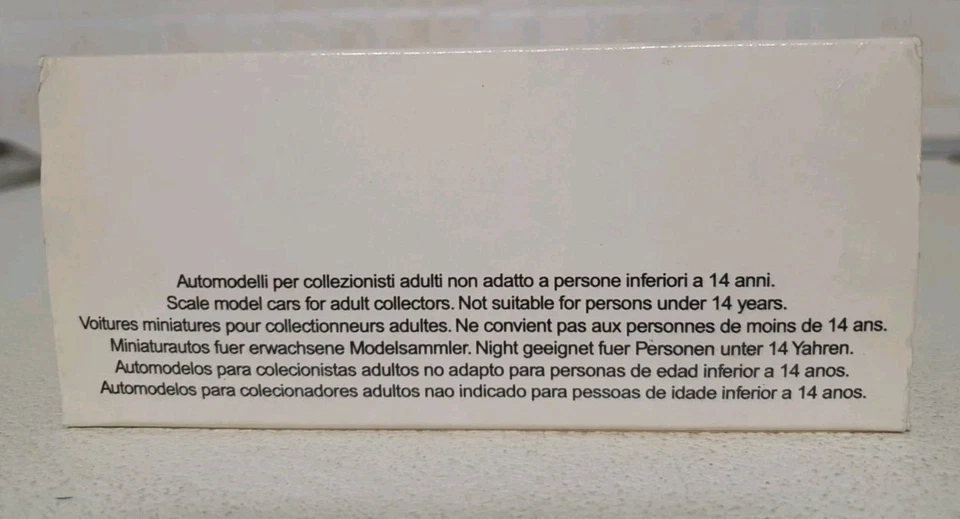 Automodelli per collezionisti adulti non adatto a persone inferiori a 14 anni.
Scale model cars for adult collectors. Not suitable for persons under 14 years.
Voitures miniatures pour collectionneurs adultes. Ne convient pas aux personnes de moins de 14 ans.
Miniaturautos fuer erwachsene Modelsammler. Night geeignet fuer Personen unter 14 Yahren.
Automodelos para colecionistas adultos no adapto para personas de edad inferior a 14 anos.
Automodelos para colecionadores adultos nao indicado para pessoas de idade inferior a 14 anos.